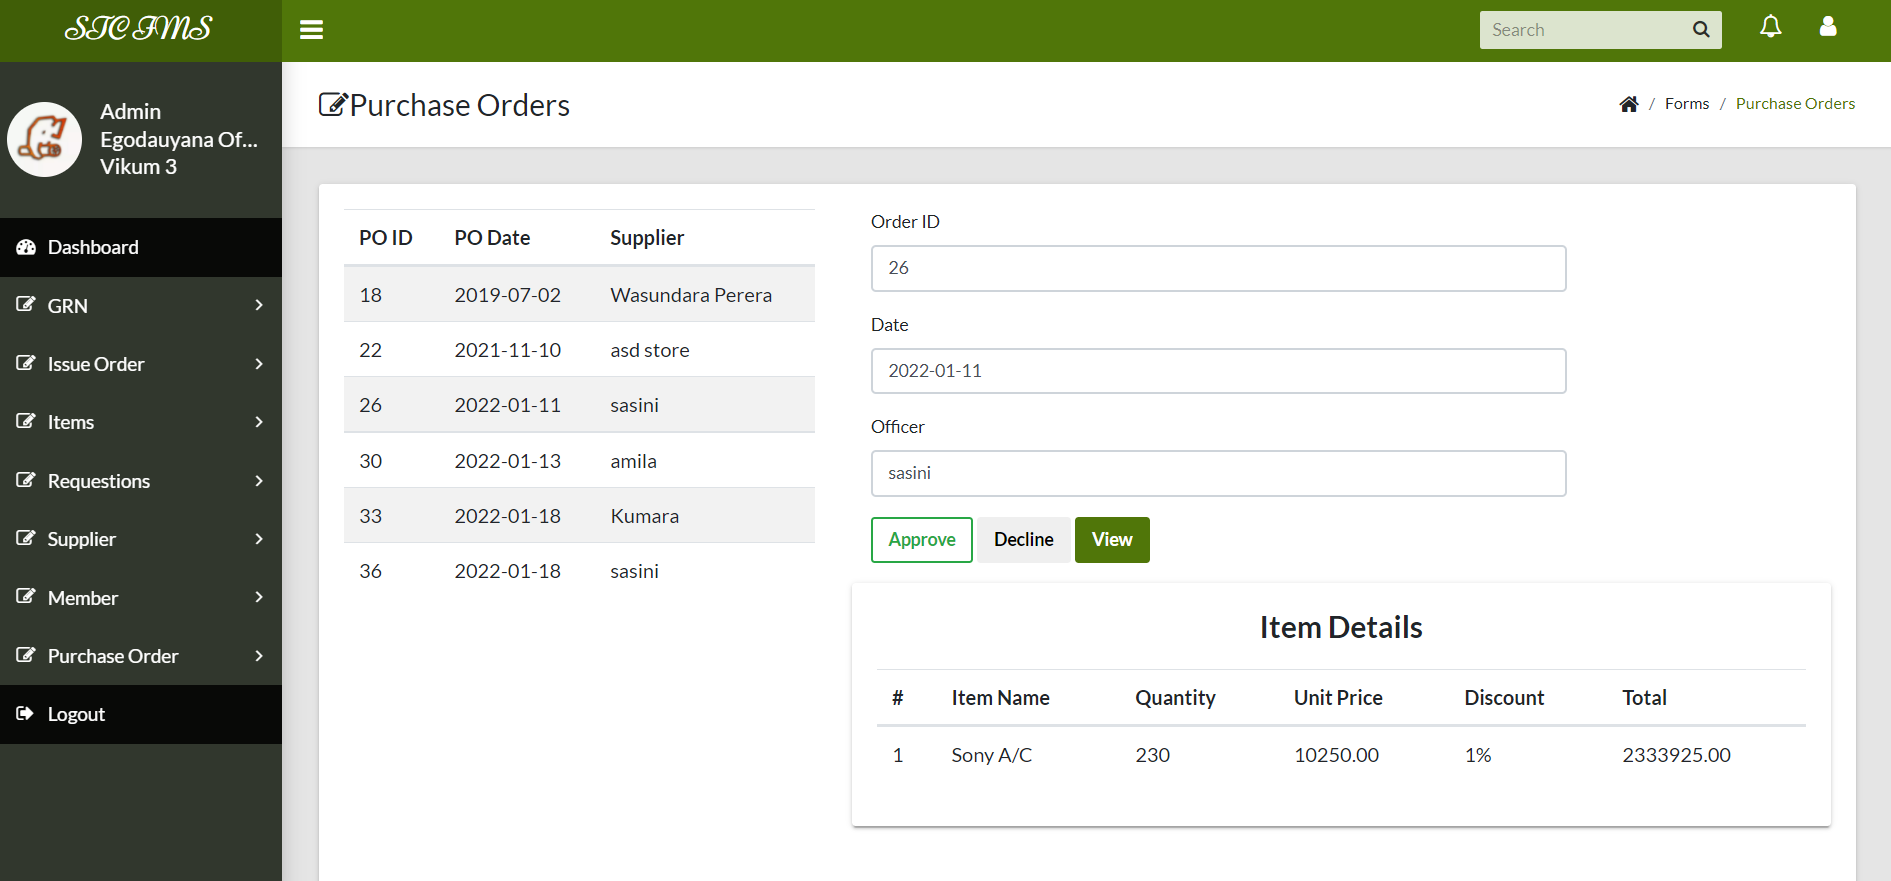 STC FMS
Search
Admin
Egodauyana Of...
Vikum 3
Dashboard
GRN
Issue Order
Items
Requestions
Supplier
Member
Purchase Order
Logout
Purchase Orders
/ Forms / Purchase Orders
PO ID PO Date Supplier
18 2019-07-02 Wasundara Perera
22 2021-11-10 asd store
26 2022-01-11 sasini
30 2022-01-13 amila
33 2022-01-18 Kumara
36 2022-01-18 sasini
Order ID
26
Date
2022-01-11
Officer
sasini
Approve Decline View
Item Details
# Item Name Quantity Unit Price Discount Total
1 Sony A/C 230 10250.00 1% 2333925.00